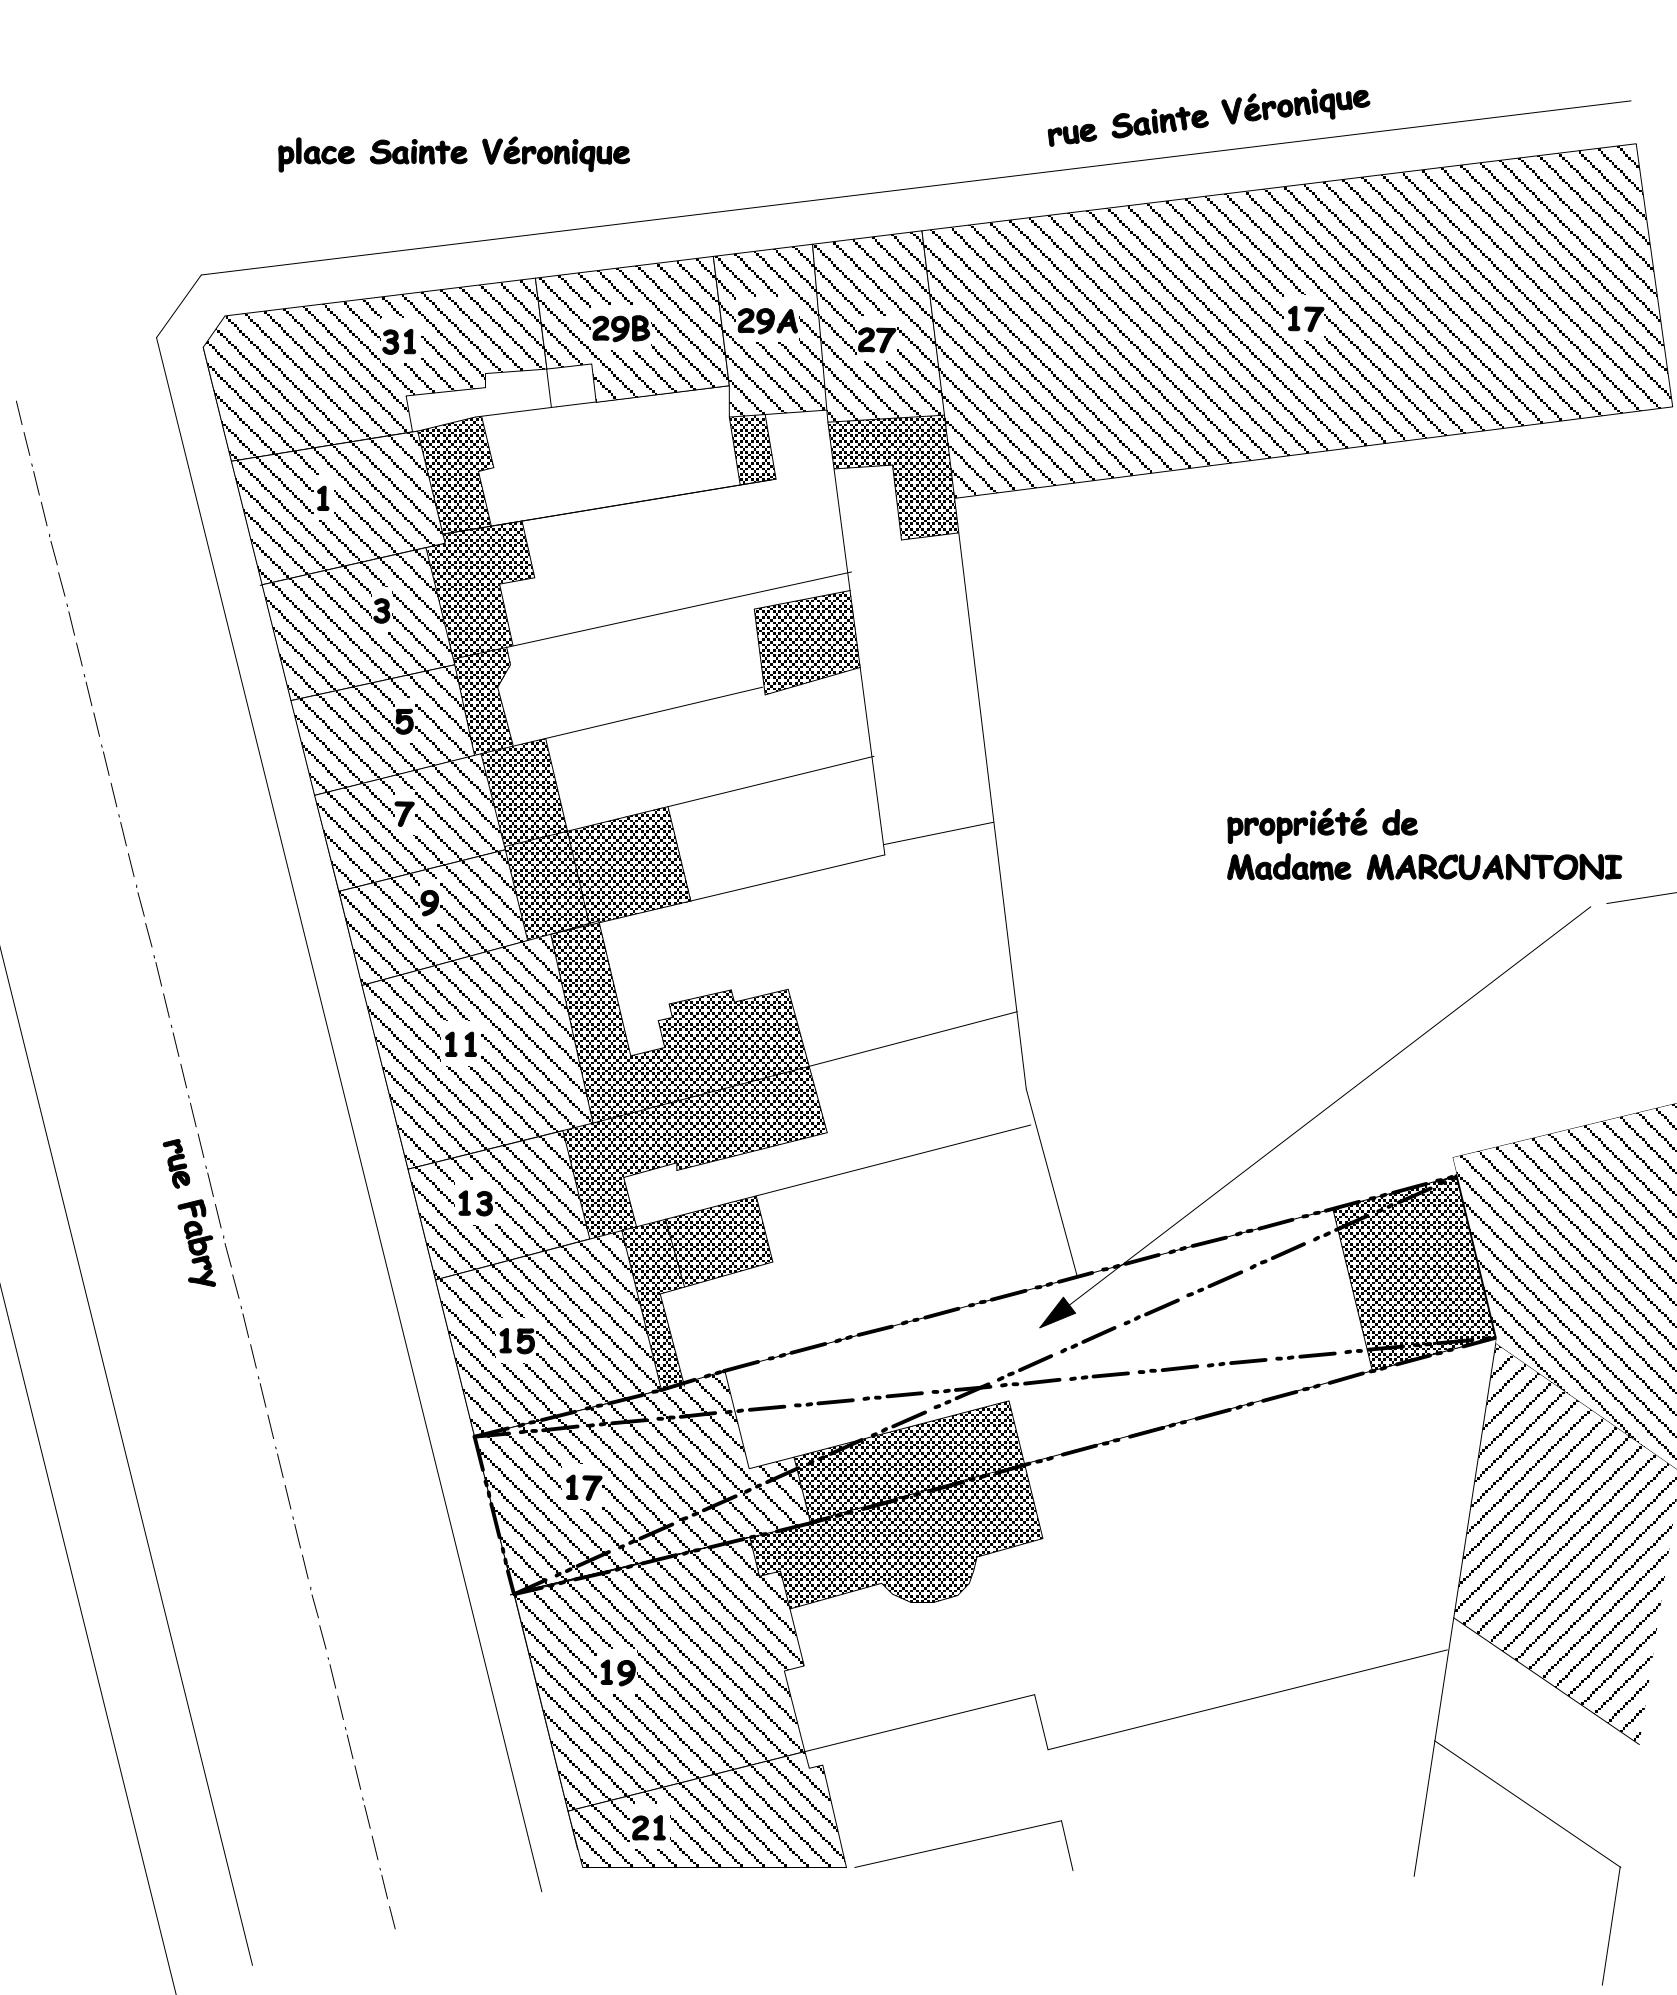 place Sainte Véronique
rue Sainte Véronique
31
29B
29A
27
17
1
3
5
7
9
11
13
15
17
19
21
rue Fabry
propriété de
Madame MARCUANTONI